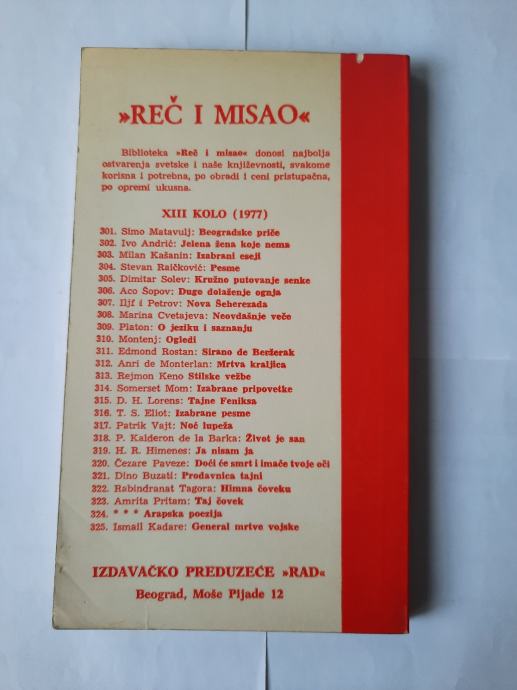 »REČ I MISAO«
Biblioteka »Reč i misao« donosi najbolja
ostvarenja svetske i naše književnosti, svakome
korisna i potrebna, po obradi i ceni pristupačna,
po opremi ukusna.
XIII KOLO (1977)
301. Simo Matavulj: Beogradske priče
302. Ivo Andrić: Jelena žena koje nema
303. Milan Kašanin: Izabrani eseji
304. Stevan Raičković: Pesme
305. Dimitar Solev: Kružno putovanje senke
306. Aco Šopov: Dugo dolaženje ognja
307. Iljf i Petrov: Nova Šeherezada
308. Marina Cvetajeva: Neovdašnje veče
309. Platon: O jeziku i saznanju
310. Montenj: Ogledi
311. Edmond Rostan: Sirano de Beržerak
312. Anri de Monterlan: Mrtva kraljica
313. Rejmon Keno Stilske vežbe
314. Somerset Mom: Izabrane pripovetke
315. D. H. Lorens: Tajne Feniksa
316. T. S. Eliot: Izabrane pesme
317. Patrik Vajt: Noć lupeža
318. P. Kalderon de la Barka: Život je san
319. H. R. Himenes: Ja nisam ja
320. Čezare Paveze: Doći će smrt i imaće tvoje oči
321. Dino Buzati: Prodavnica tajni
322. Rabindranat Tagora: Himna čoveku
323. Amrita Pritam: Taj čovek
324. * * * Arapska poezija
325. Ismail Kadare: General mrtve vojske
IZDAVAČKO PREDUZEĆE »RAD«
Beograd, Moše Pijade 12